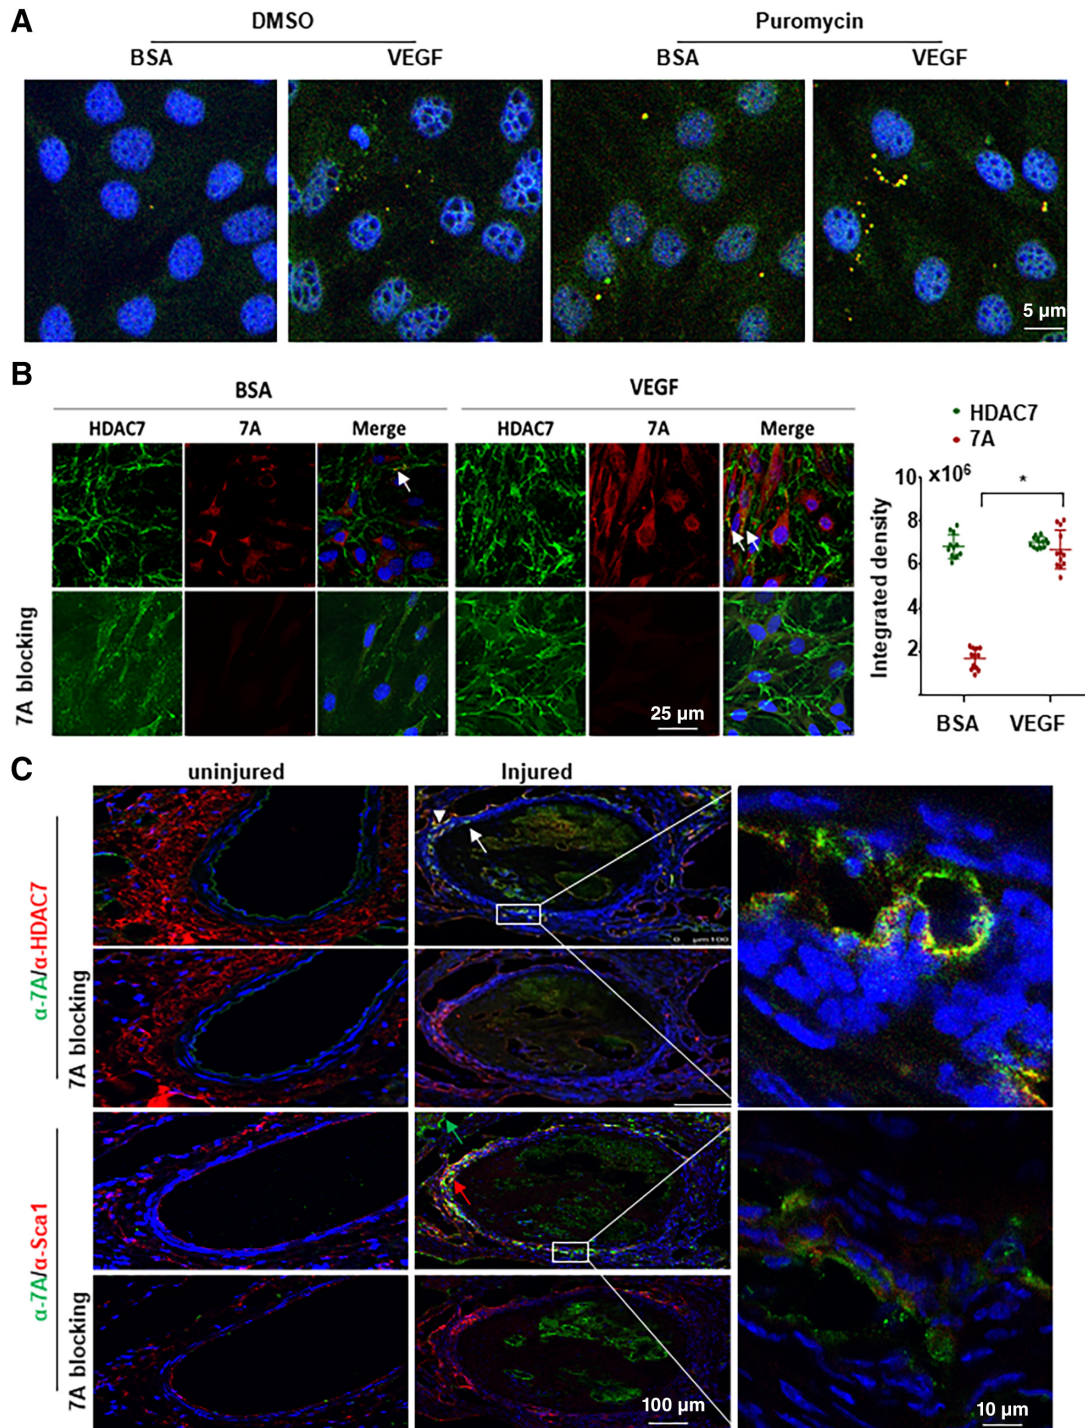 A
DMSO
Puromycin
BSA
VEGF
BSA
VEGF
5 µm
B
BSA
VEGF
HDAC7
7A
Merge
HDAC7
7A
Merge
7A blocking
25 µm
HDAC7
7A
Integrated density
x10⁶
10
8
6
4
2
*
BSA
VEGF
C
uninjured
Injured
α-7A/α-HDAC7
7A blocking
0 µm100
α-7A/α-Sca1
7A blocking
100 µm
10 µm